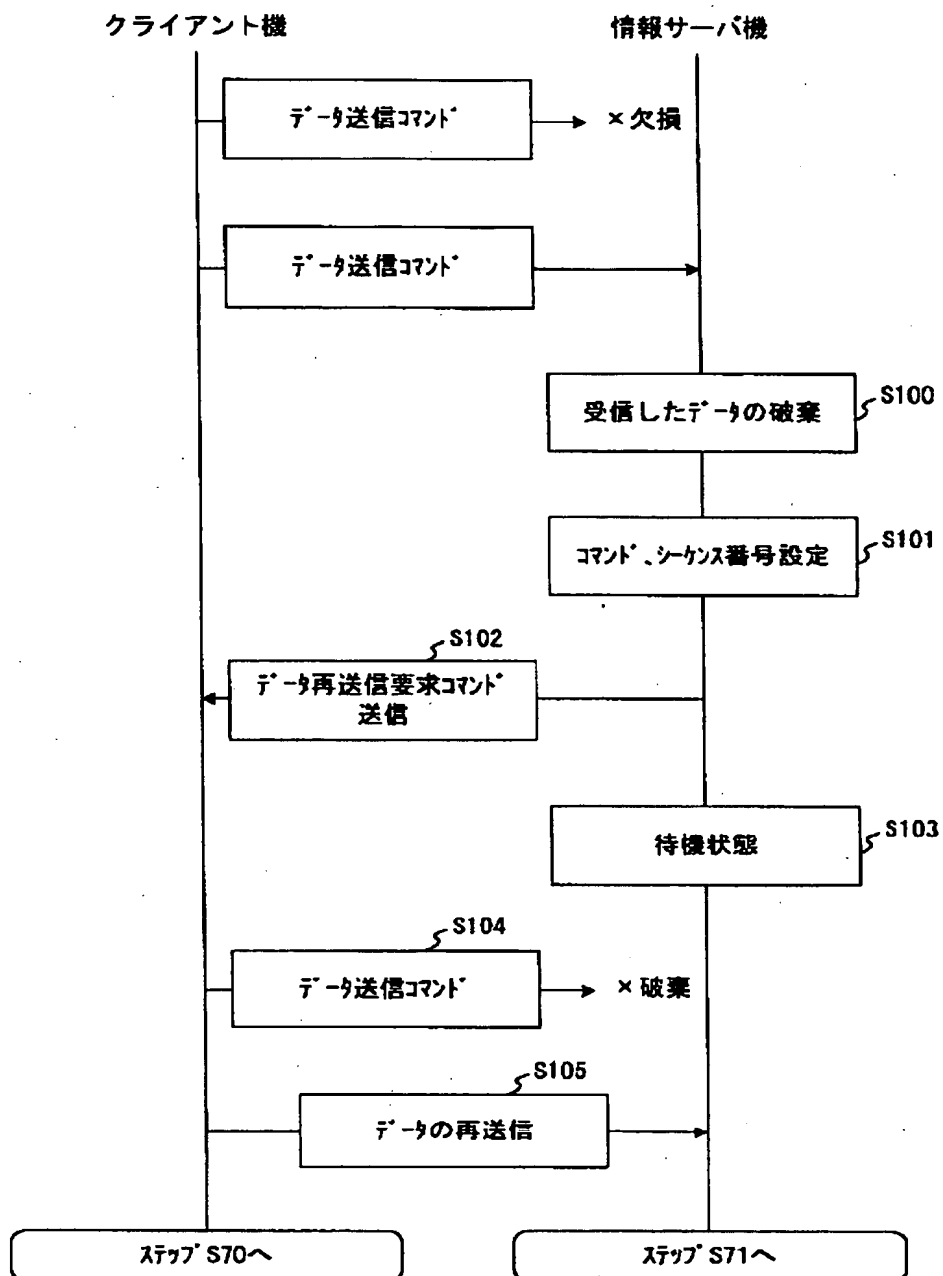 クライアント機
情報サーバ機
データ送信コマンド
×欠損
データ送信コマンド
受信したデータの破棄
S100
コマンド、シーケンス番号設定
S101
S102
データ再送信要求コマンド
送信
待機状態
S103
S104
データ送信コマンド
×破棄
S105
データの再送信
ステップS70へ
ステップS71へ